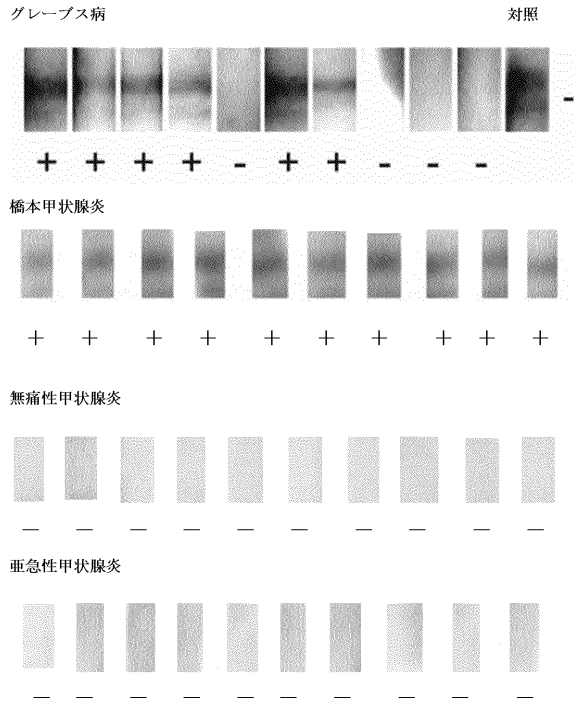 グレーブス病 対照
+ + + + - + + - - - -
橋本甲状腺炎
+ + + + + + + + + +
無痛性甲状腺炎
— — — — — — — — — —
亜急性甲状腺炎
— — — — — — — — — —